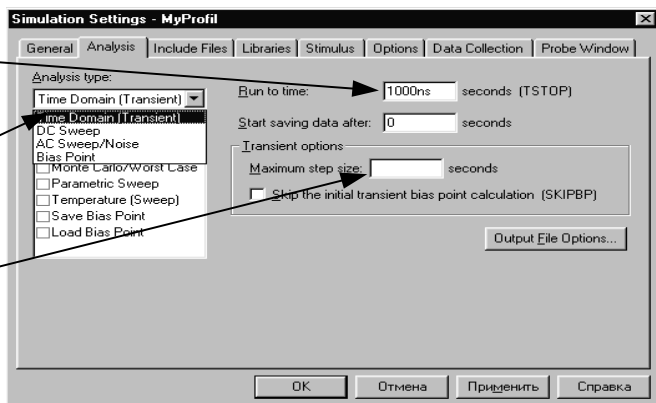 Simulation Settings - MyProfil
General Analysis Include Files Libraries Stimulus Options Data Collection Probe Window
Analysis type:
Time Domain (Transient)
Time Domain (Transient)
DC Sweep
AC Sweep/Noise
Bias Point
Monte Carlo/Worst Case
Parametric Sweep
Temperature (Sweep)
Save Bias Point
Load Bias Point
Run to time: 1000ns seconds (TSTOP)
Start saving data after: 0 seconds
Transient options
Maximum step size: seconds
Skip the initial transient bias point calculation (SKIPBP)
Output File Options...
OK Отмена Применить Справка